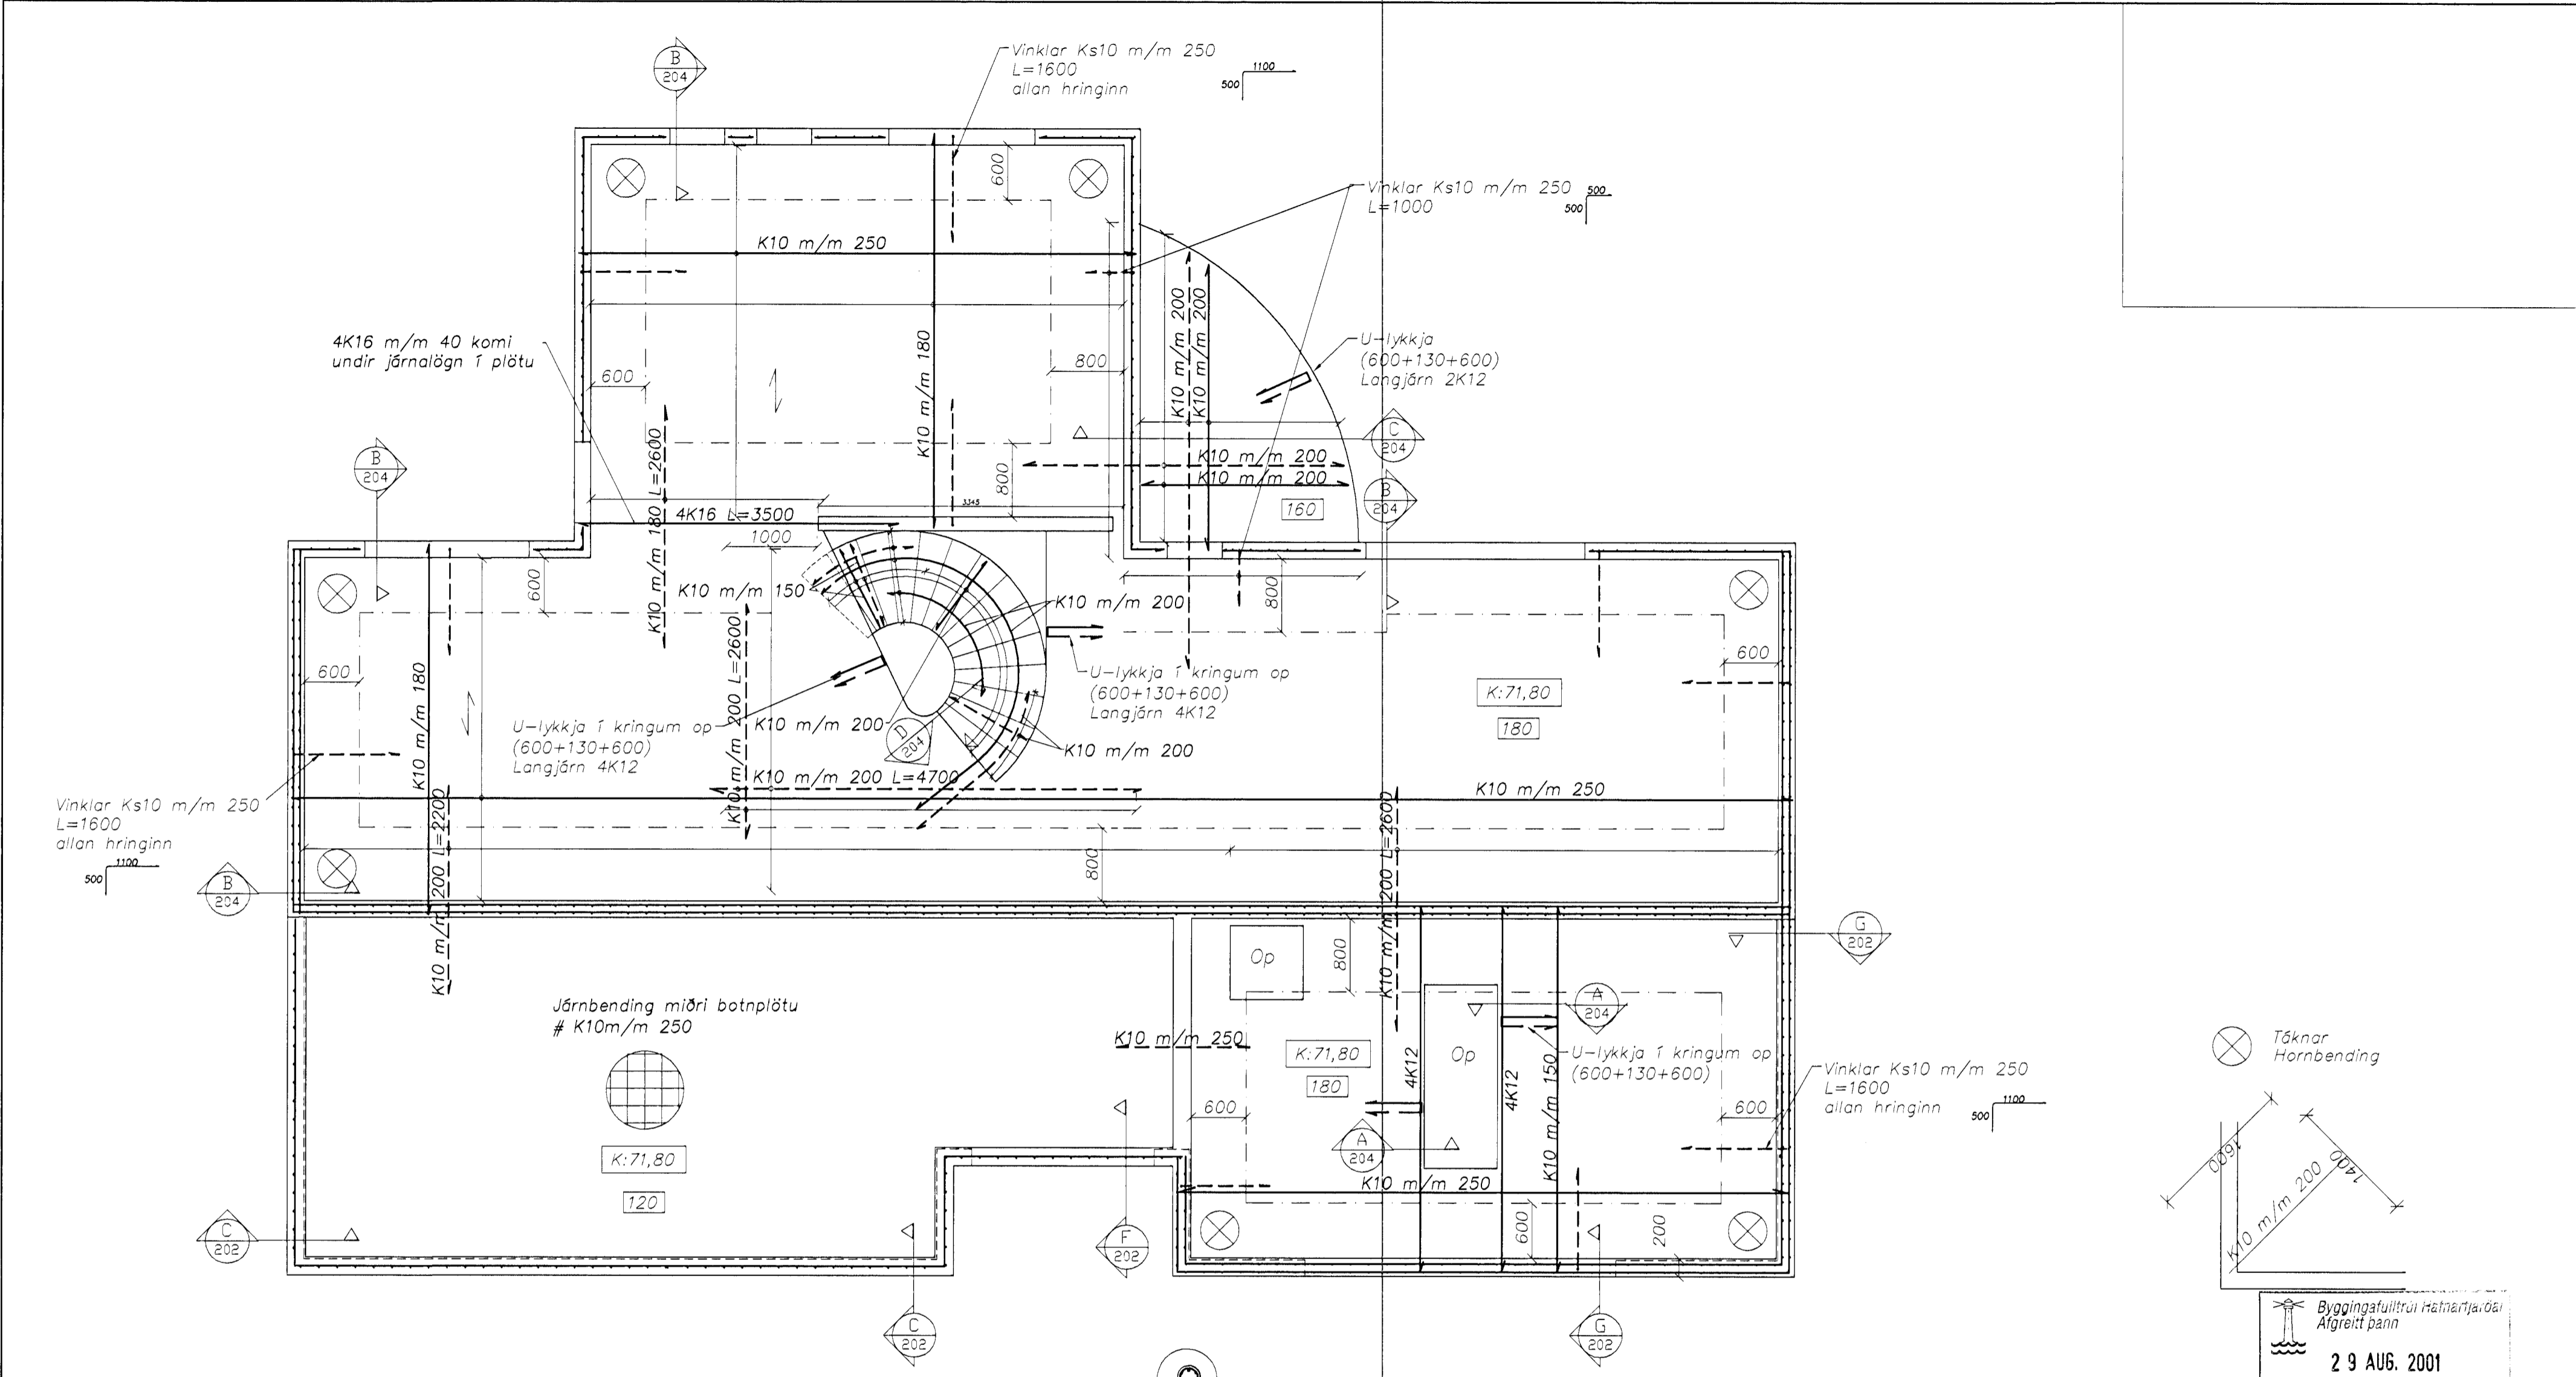 B
204
Vinklar Ks10 m/m 250
L=1600
allan hringinn
1100
500
Vinklar Ks10 m/m 250
L=1000
500
500
600
K10 m/m 250
K10 m/m 180
K10 m/m 200
K10 m/m 200
4K16 m/m 40 komi
undir járnalögn í plötu
600
800
U-lykkja
(600+130+600)
Langjárn 2K12
B
204
C
204
K10 m/m 180 L=2600
800
K10 m/m 200
K10 m/m 200
B
204
160
3345
4K16 L=3500
1000
600
K10 m/m 150
K10 m/m 200
800
600
K10 m/m 180
K10 m/m 200 L=2600
600
U-lykkja í kringum op
(600+130+600)
Langjárn 4K12
K:71,80
180
U-lykkja í kringum op
(600+130+600)
Langjárn 4K12
K10 m/m 200
D
204
K10 m/m 200
K10 m/m 200 L=4700
K10 m/m 250
Vinklar Ks10 m/m 250
L=1600
allan hringinn
1100
500
K10 m/m 200 L=2200
800
K10 m/m 200 L=2600
B
204
Op
800
G
202
Járnbending miðri botnplötu
# K10m/m 250
K10 m/m 250
K:71,80
180
Op
A
204
U-lykkja í kringum op
(600+130+600)
4K12
4K12
K10 m/m 150
600
600
Vinklar Ks10 m/m 250
L=1600
allan hringinn
1100
500
A
204
K:71,80
120
K10 m/m 250
600
200
C
202
F
202
C
202
G
202
Táknar
Hornbending
1600
1400
K10 m/m 200
Byggingafulltrúi Hafnarfjarðar
Afgreitt þann
29 AUG. 2001